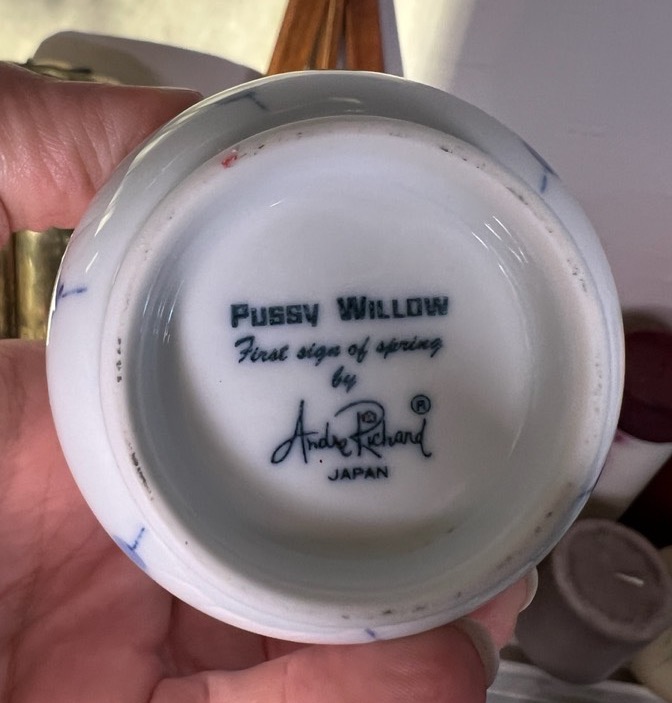 PUSSY WILLOW
First sign of spring
by
Andre Richard ®
JAPAN